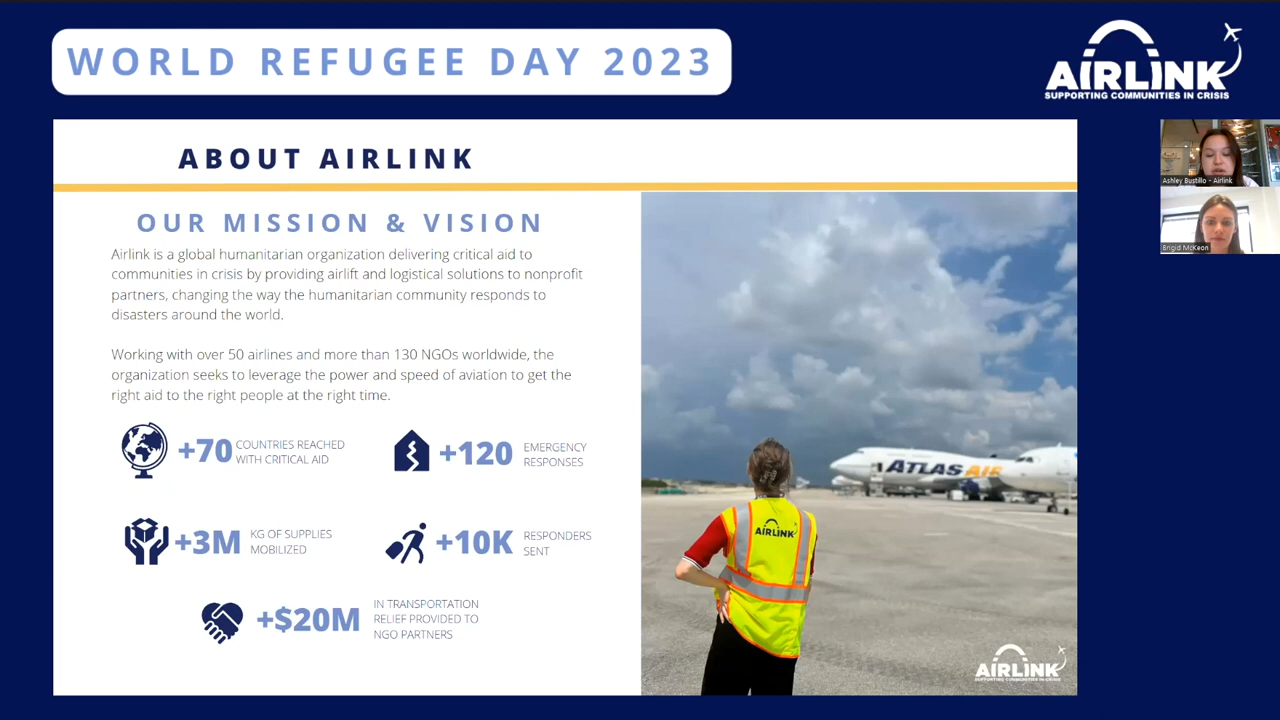 WORLD REFUGEE DAY 2023
AIRLINK
SUPPORTING COMMUNITIES IN CRISIS
ABOUT AIRLINK
OUR MISSION & VISION
Airlink is a global humanitarian organization delivering critical aid to
communities in crisis by providing airlift and logistical solutions to nonprofit
partners, changing the way the humanitarian community responds to
disasters around the world.
Working with over 50 airlines and more than 130 NGOs worldwide, the
organization seeks to leverage the power and speed of aviation to get the
right aid to the right people at the right time.
+70
COUNTRIES REACHED
WITH CRITICAL AID
+120
EMERGENCY
RESPONSES
+3M
KG OF SUPPLIES
MOBILIZED
+10K
RESPONDERS
SENT
+$20M
IN TRANSPORTATION
RELIEF PROVIDED TO
NGO PARTNERS
ATLAS AIR
AIRLINK
AIRLINK
SUPPORTING COMMUNITIES IN CRISIS
Ashley Bustillo - Airlink
Brigid McKeon